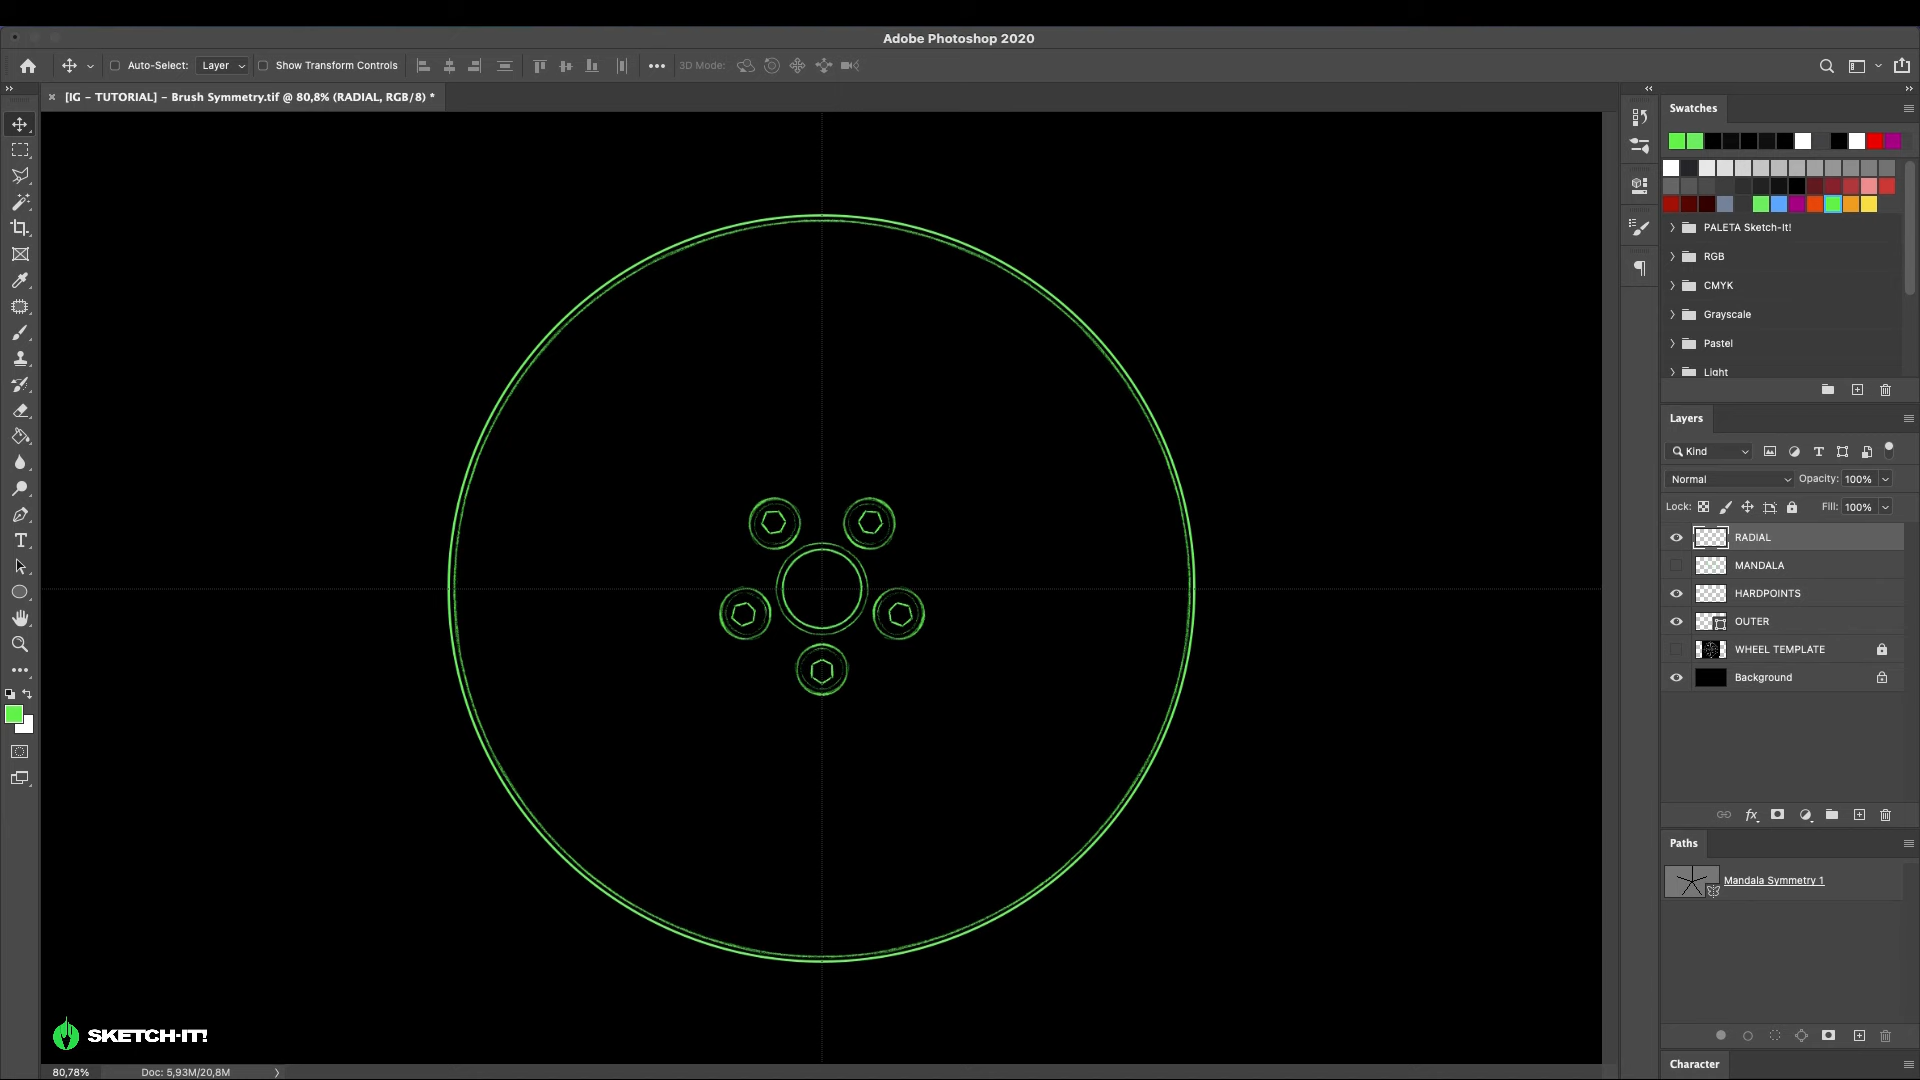 Adobe Photoshop 2020
Auto-Select: Layer Show Transform Controls 3D Mode:
[IG - TUTORIAL] - Brush Symmetry.tif @ 80,8% (RADIAL, RGB/8) *
Swatches
PALETA Sketch-It!
RGB
CMYK
Grayscale
Pastel
Light
Layers
Kind
Normal Opacity: 100%
Lock: Fill: 100%
RADIAL
MANDALA
HARDPOINTS
OUTER
WHEEL TEMPLATE
Background
fx
Paths
Mandala Symmetry 1
Character
SKETCH-IT!
80,78% Doc: 5,93M/20,8M